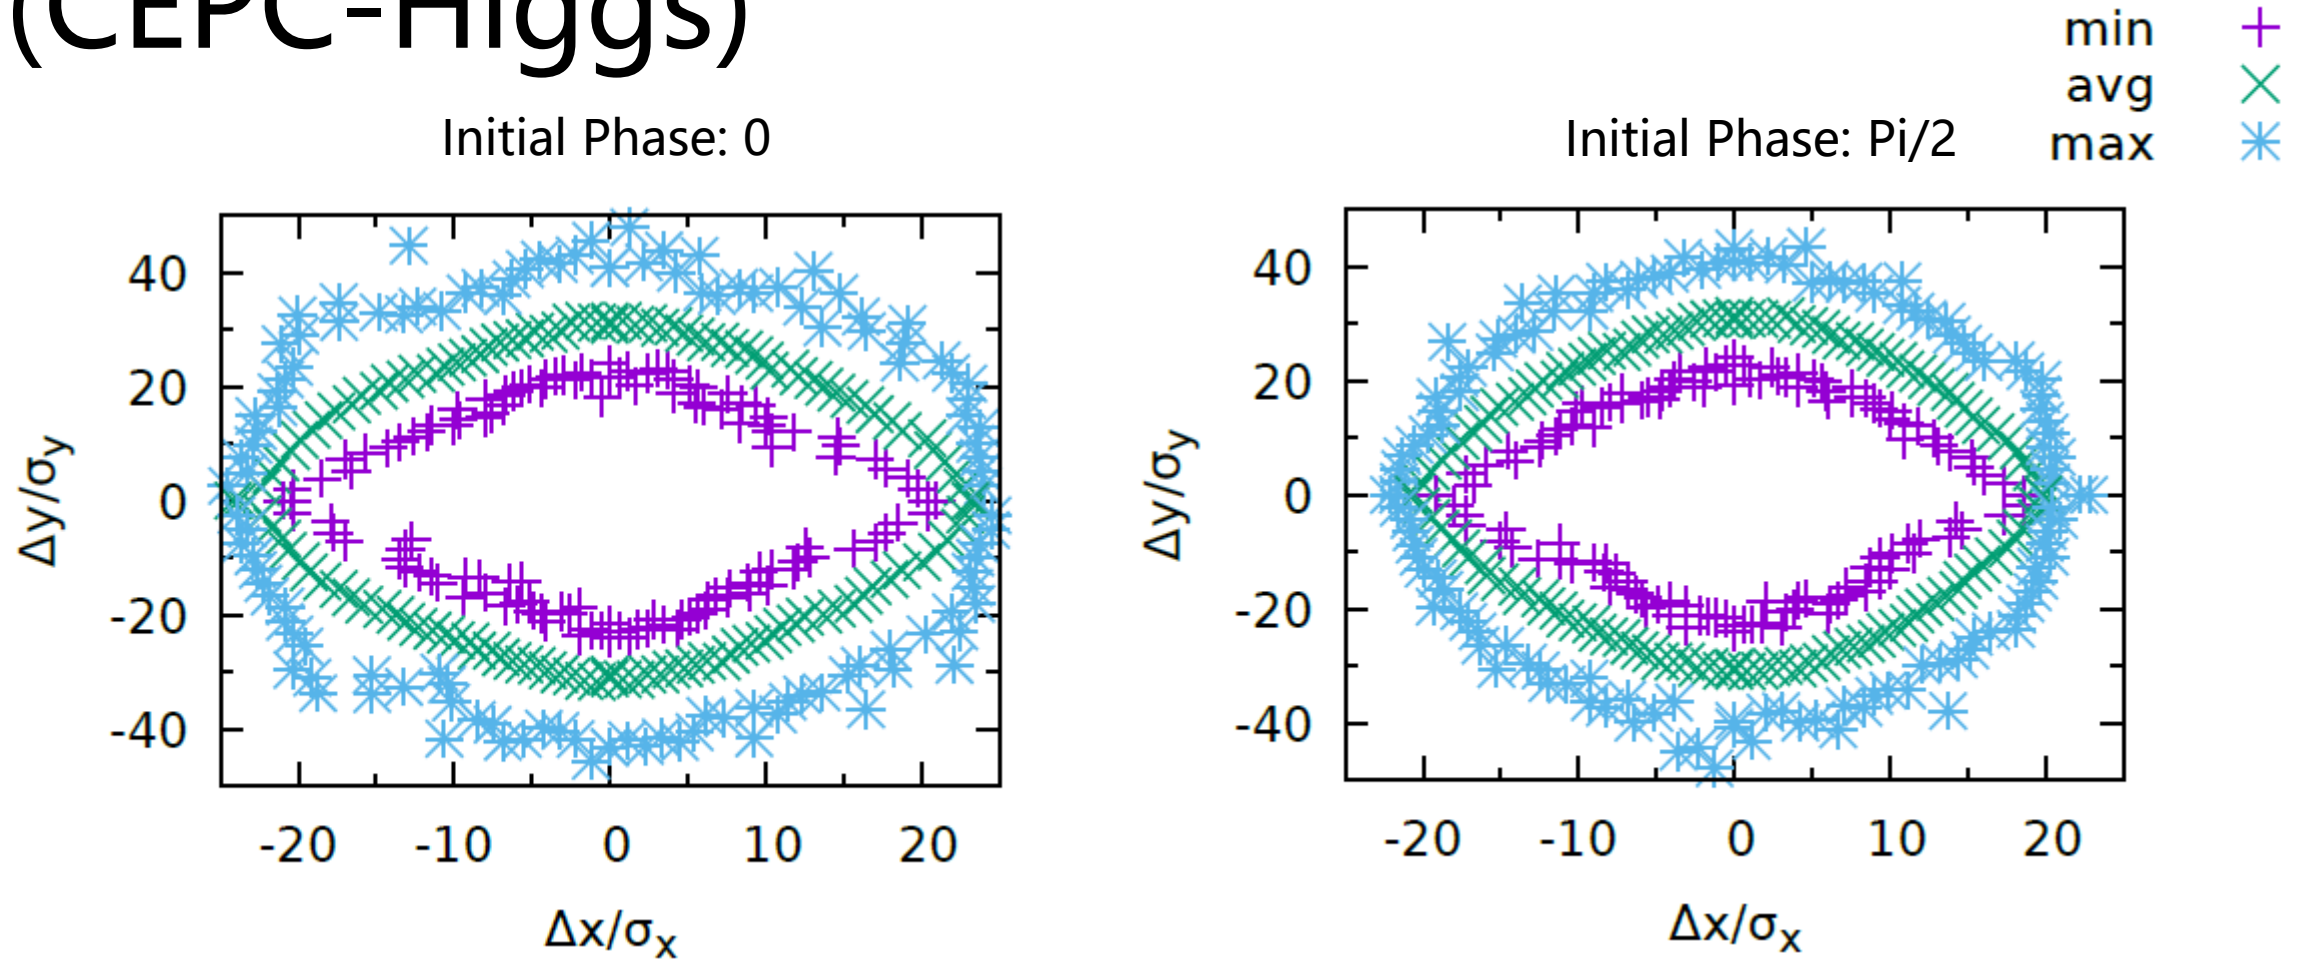 (CEPC-Higgs)
min
avg
max
Initial Phase: 0
Initial Phase: Pi/2
40
20
0
-20
-40
Δy/σy
-20 -10 0 10 20
Δx/σx
40
20
0
-20
-40
Δy/σy
-20 -10 0 10 20
Δx/σx